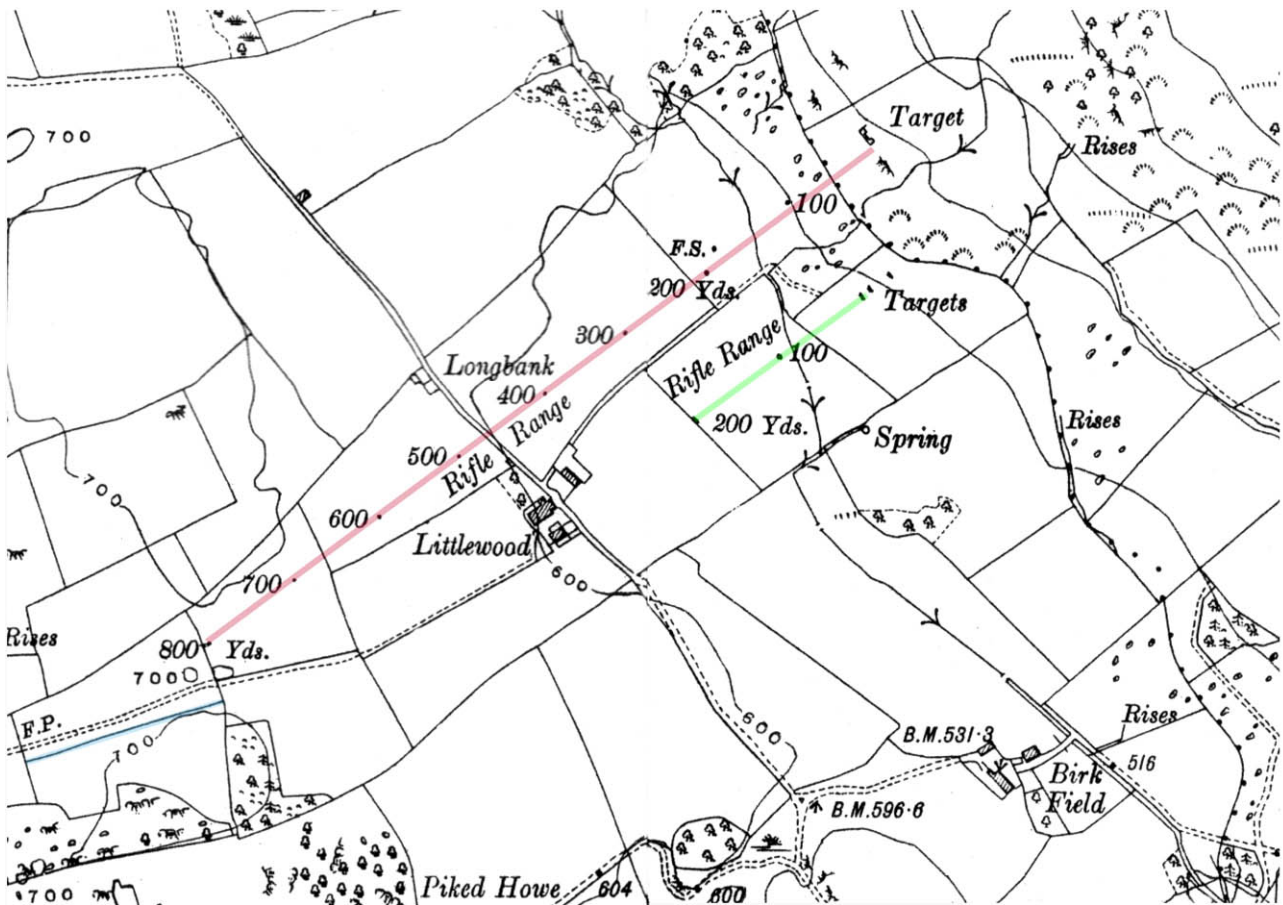 700
Target
Rises
100
F.S.
200 Yds.
Targets
300
Rifle Range
100
Longbank
400
Rifle Range
200 Yds.
Rises
Spring
500
700
600
Littlewood
600
700
Rises
800 Yds.
700
F.P.
700
600
B.M.531·3
Rises
516
Birk
Field
B.M.596·6
700
Piked Howe
604
600